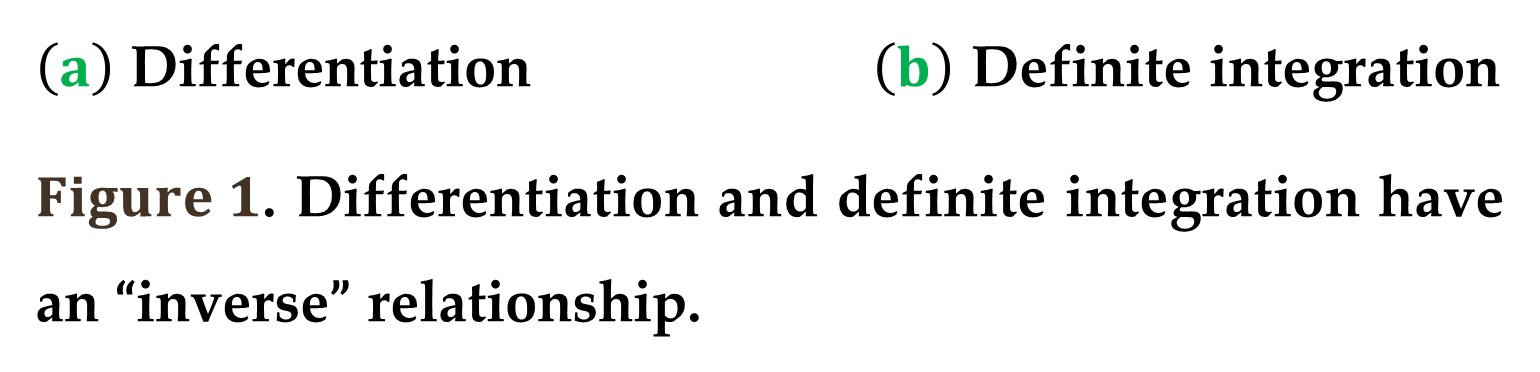 (a) Differentiation (b) Definite integration
Figure 1. Differentiation and definite integration have
an “inverse” relationship.